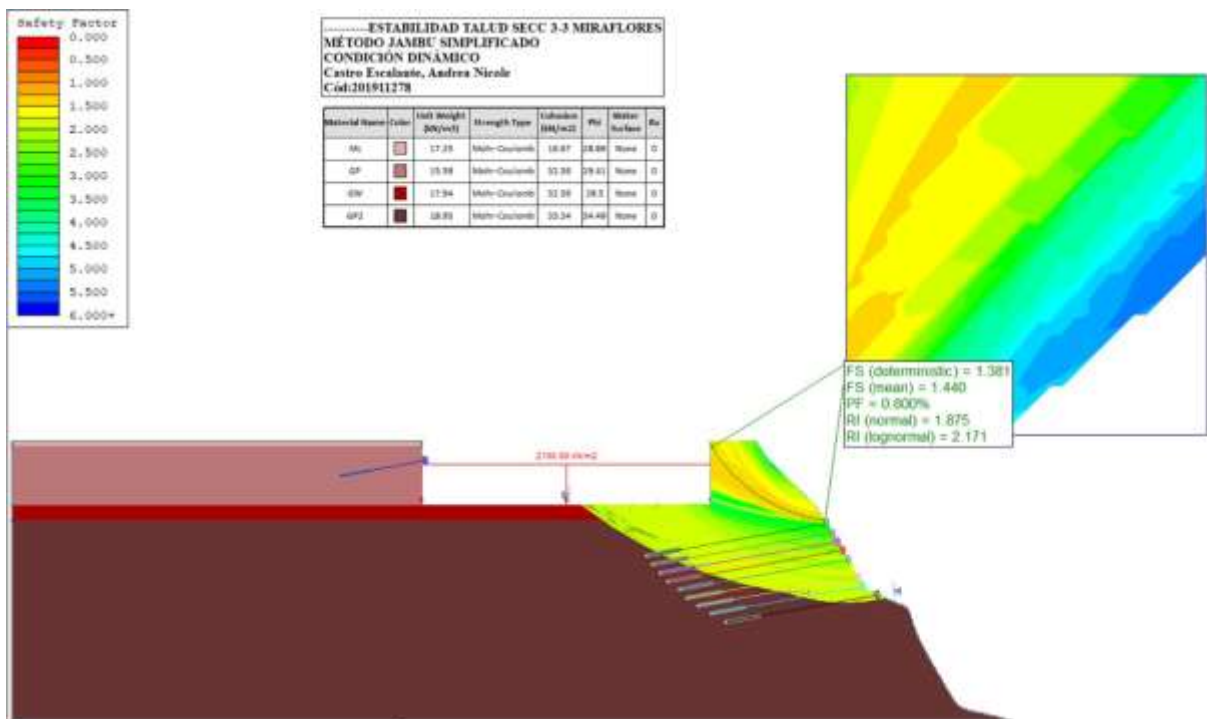 Safety Factor
0.000
0.500
1.000
1.500
2.000
2.500
3.000
3.500
4.000
4.500
5.000
5.500
6.000+
----------ESTABILIDAD TALUD SECC 3-3 MIRAFLORES
MÉTODO JAMBU SIMPLIFICADO
CONDICIÓN DINÁMICO
Castro Escalante, Andrea Nicole
Cód:201911278
Material Name Color Unit Weight (kN/m3) Strength Type Cohesion (kN/m2) Phi Water Surface Ru
ML 17.25 Mohr-Coulomb None 0
GP Mohr-Coulomb 29.41 None 0
GW 17.94 Mohr-Coulomb None 0
GP2 Mohr-Coulomb None 0
FS (deterministic) = 1.381
FS (mean) = 1.440
PF = 0.800%
RI (normal) = 1.875
RI (lognormal) = 2.171